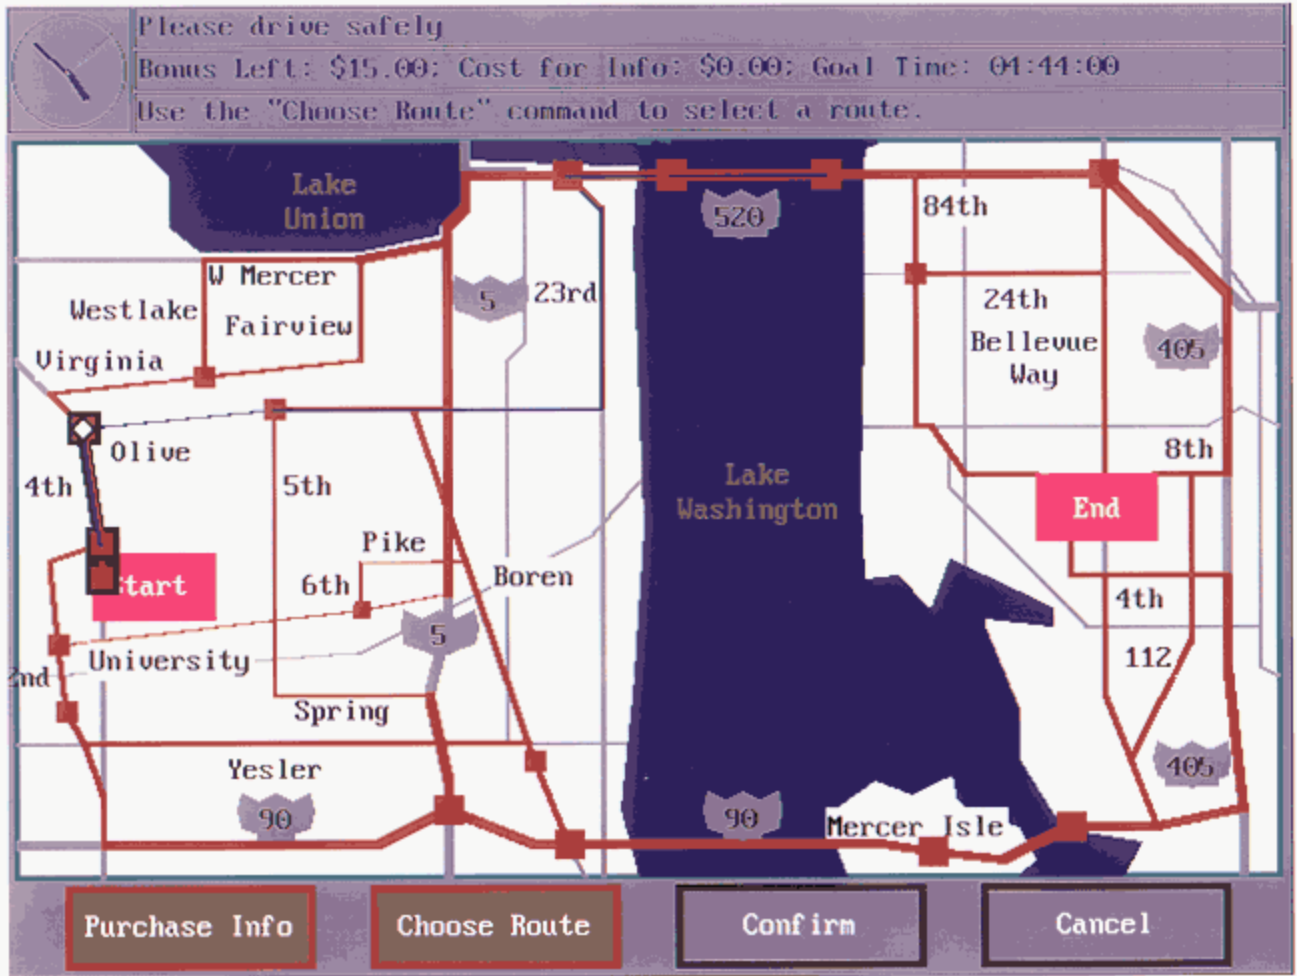 Please drive safely
Bonus Left: $15.00; Cost for Info: $0.00; Goal Time: 04:44:00
Use the "Choose Route" command to select a route.
Lake
Union
520
84th
W Mercer
5
23rd
24th
Westlake
Fairview
Bellevue
Way
405
Virginia
Olive
8th
4th
5th
Lake
Washington
End
Pike
Start
6th
Boren
4th
5
University
2nd
112
Spring
Yesler
405
90
90
Mercer Isle
Purchase Info
Choose Route
Confirm
Cancel